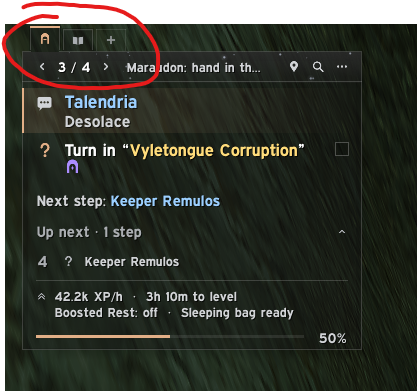 3 / 4
Maraudon: hand in th...
Talendria
Desolace
? Turn in “Vyletongue Corruption”
Next step: Keeper Remulos
Up next · 1 step
4 ? Keeper Remulos
42.2k XP/h · 3h 10m to level
Boosted Rest: off · Sleeping bag ready
50%